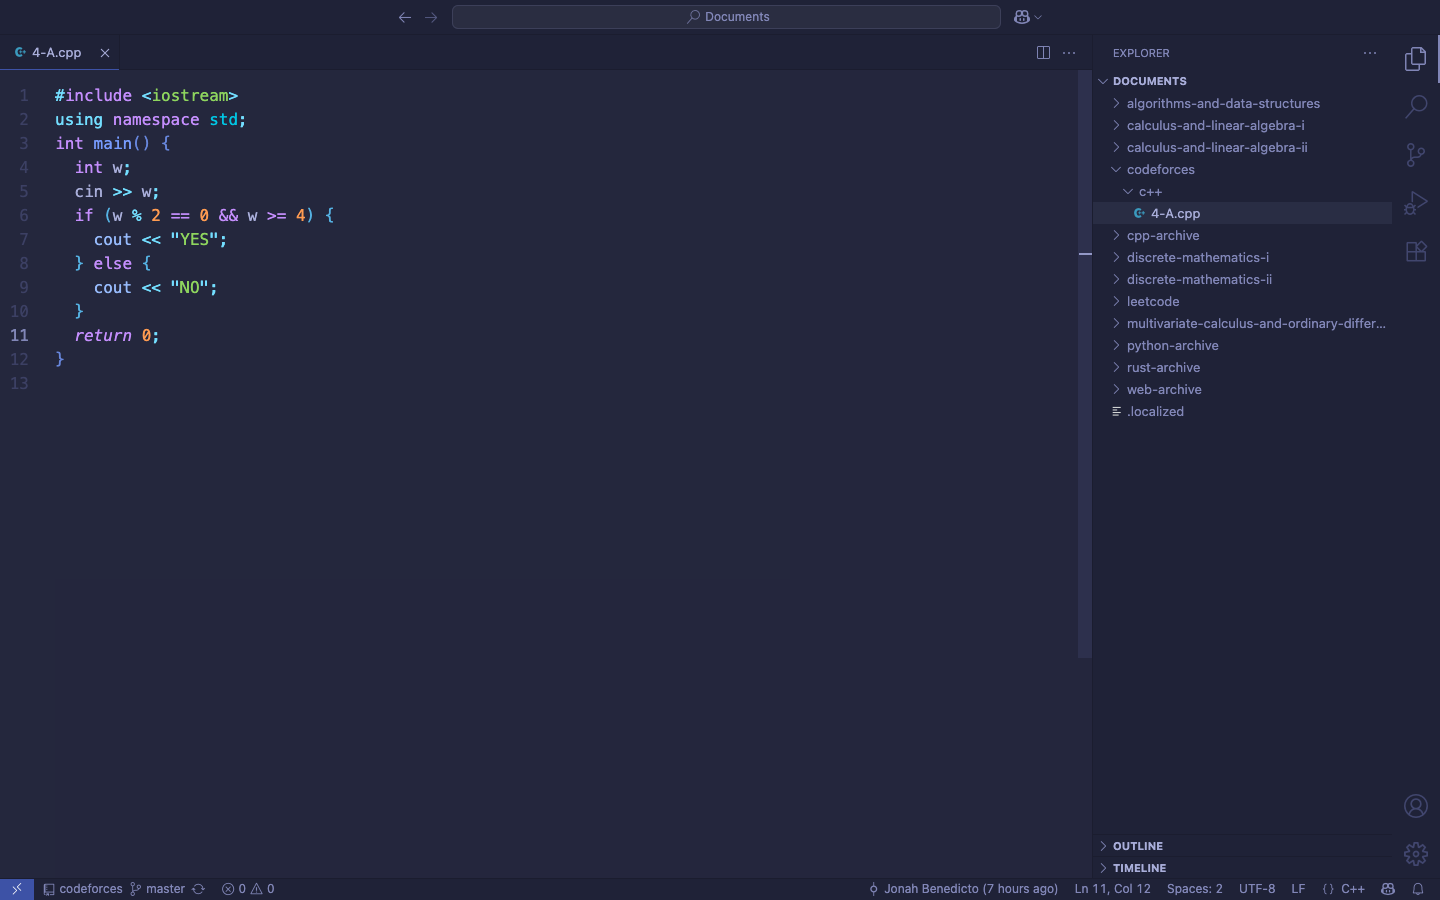 Documents
4-A.cpp
1 #include <iostream>
2 using namespace std;
3 int main() {
4 int w;
5 cin >> w;
6 if (w % 2 == 0 && w >= 4) {
7 cout << "YES";
8 } else {
9 cout << "NO";
10 }
11 return 0;
12 }
13
EXPLORER
DOCUMENTS
algorithms-and-data-structures
calculus-and-linear-algebra-i
calculus-and-linear-algebra-ii
codeforces
c++
4-A.cpp
cpp-archive
discrete-mathematics-i
discrete-mathematics-ii
leetcode
multivariate-calculus-and-ordinary-differ...
python-archive
rust-archive
web-archive
.localized
OUTLINE
TIMELINE
codeforces master 0 0 Jonah Benedicto (7 hours ago) Ln 11, Col 12 Spaces: 2 UTF-8 LF {} C++